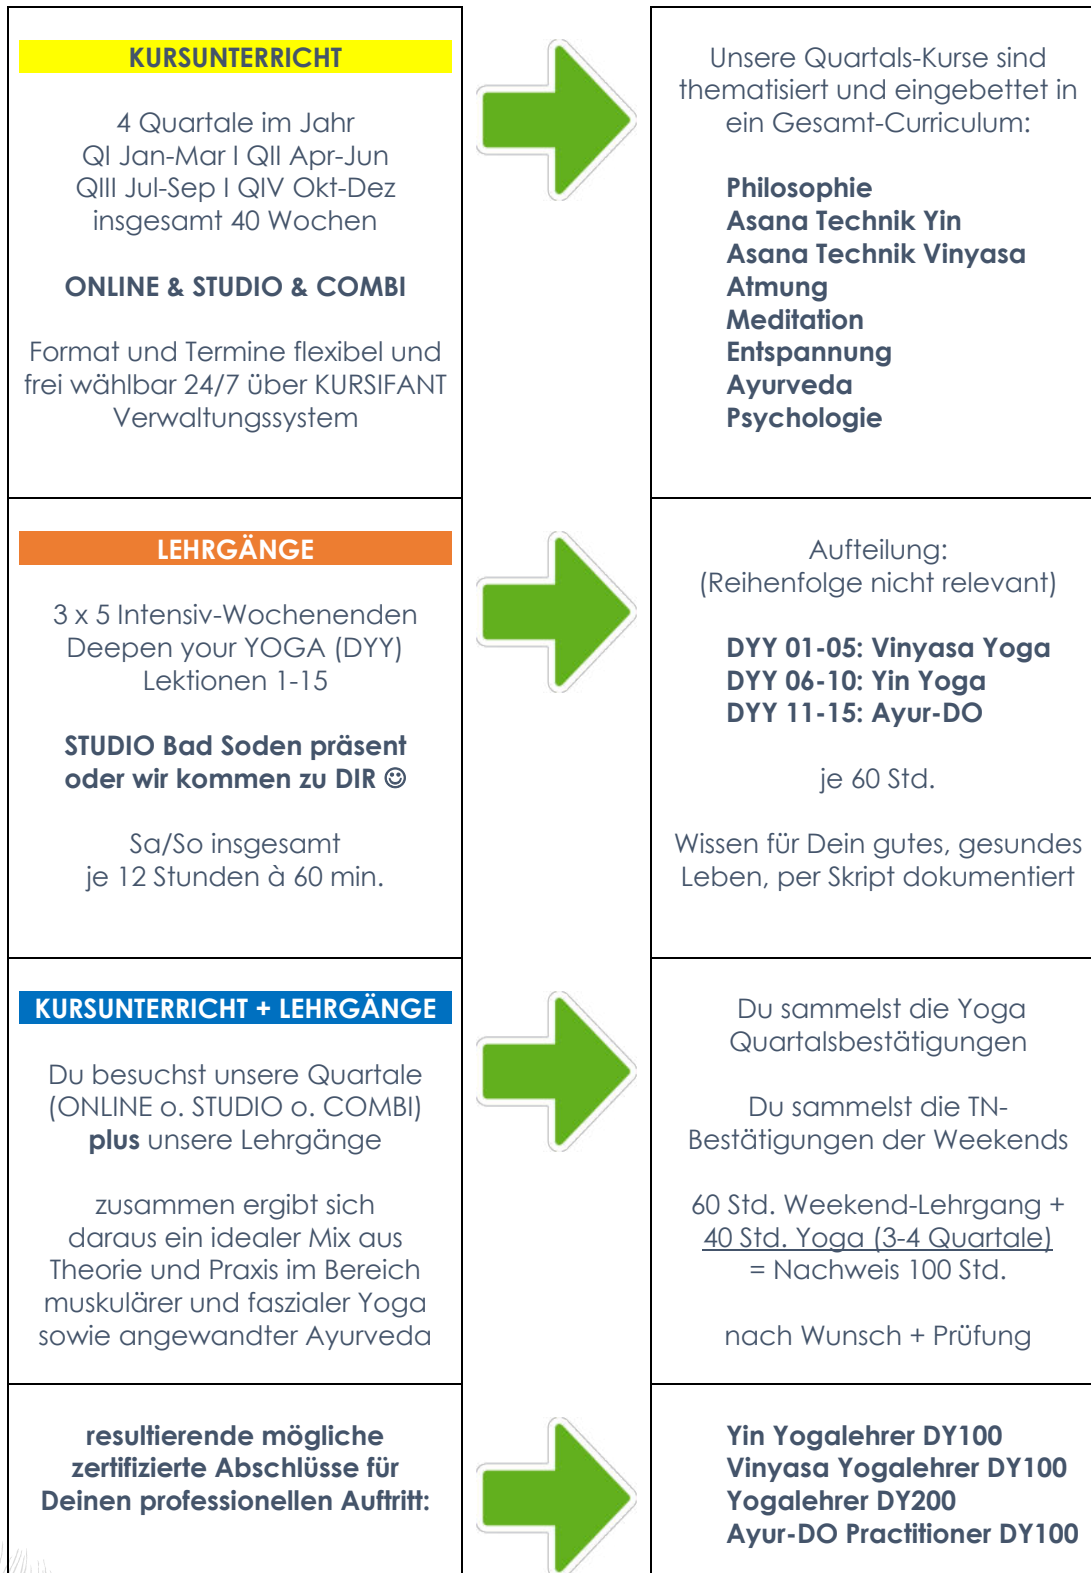 KURSUNTERRICHT
4 Quartale im Jahr
QI Jan-Mar I QII Apr-Jun
QIII Jul-Sep I QIV Okt-Dez
insgesamt 40 Wochen
ONLINE & STUDIO & COMBI
Format und Termine flexibel und
frei wählbar 24/7 über KURSIFANT
Verwaltungssystem
Unsere Quartals-Kurse sind
thematisiert und eingebettet in
ein Gesamt-Curriculum:
Philosophie
Asana Technik Yin
Asana Technik Vinyasa
Atmung
Meditation
Entspannung
Ayurveda
Psychologie
LEHRGÄNGE
3 x 5 Intensiv-Wochenenden
Deepen your YOGA (DYY)
Lektionen 1-15
STUDIO Bad Soden präsent
oder wir kommen zu DIR ☺
Sa/So insgesamt
je 12 Stunden à 60 min.
Aufteilung:
(Reihenfolge nicht relevant)
DYY 01-05: Vinyasa Yoga
DYY 06-10: Yin Yoga
DYY 11-15: Ayur-DO
je 60 Std.
Wissen für Dein gutes, gesundes
Leben, per Skript dokumentiert
KURSUNTERRICHT + LEHRGÄNGE
Du besuchst unsere Quartale
(ONLINE o. STUDIO o. COMBI)
plus unsere Lehrgänge
zusammen ergibt sich
daraus ein idealer Mix aus
Theorie und Praxis im Bereich
muskulärer und faszialer Yoga
sowie angewandter Ayurveda
Du sammelst die Yoga
Quartalsbestätigungen
Du sammelst die TN-
Bestätigungen der Weekends
60 Std. Weekend-Lehrgang +
40 Std. Yoga (3-4 Quartale)
= Nachweis 100 Std.
nach Wunsch + Prüfung
resultierende mögliche
zertifizierte Abschlüsse für
Deinen professionellen Auftritt:
Yin Yogalehrer DY100
Vinyasa Yogalehrer DY100
Yogalehrer DY200
Ayur-DO Practitioner DY100